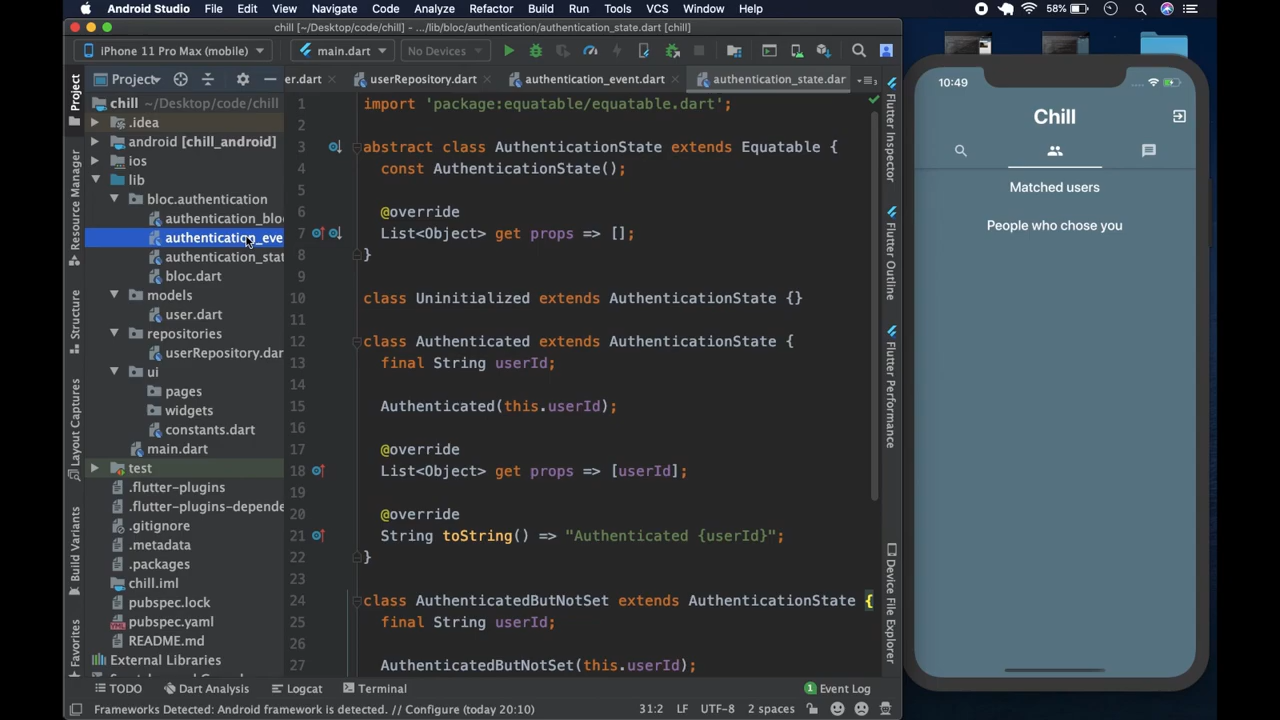 Android Studio File Edit View Navigate Code Analyze Refactor Build Run Tools VCS Window Help 58%
chill (~/Desktop/code/chill) - .../lib/bloc/authentication/authentication_state.dart [chill]
iPhone 11 Pro Max (mobile) main.dart No Devices
Project er.dart userRepository.dart authentication_event.dart authentication_state.dar
chill ~/Desktop/code/chill
.idea
android [chill_android]
ios
lib
bloc.authentication
authentication_bloc
authentication_eve
authentication_stat
bloc.dart
models
user.dart
repositories
userRepository.dar
ui
pages
widgets
constants.dart
main.dart
test
.flutter-plugins
.flutter-plugins-depende
.gitignore
.metadata
.packages
chill.iml
pubspec.lock
pubspec.yaml
README.md
External Libraries
Project
Resource Manager
Structure
Layout Captures
Build Variants
Favorites
1 import 'package:equatable/equatable.dart';
2
3 abstract class AuthenticationState extends Equatable {
4 const AuthenticationState();
5
6 @override
7 List<Object> get props => [];
8 }
9
10 class Uninitialized extends AuthenticationState {}
11
12 class Authenticated extends AuthenticationState {
13 final String userId;
14
15 Authenticated(this.userId);
16
17 @override
18 List<Object> get props => [userId];
19
20 @override
21 String toString() => "Authenticated {userId}";
22 }
23
24 class AuthenticatedButNotSet extends AuthenticationState {
25 final String userId;
26
27 AuthenticatedButNotSet(this.userId);
Flutter Inspector
Flutter Outline
Flutter Performance
Device File Explorer
TODO Dart Analysis Logcat Terminal 1 Event Log
Frameworks Detected: Android framework is detected. // Configure (today 20:10) 31:2 LF UTF-8 2 spaces
10:49
Chill
Matched users
People who chose you